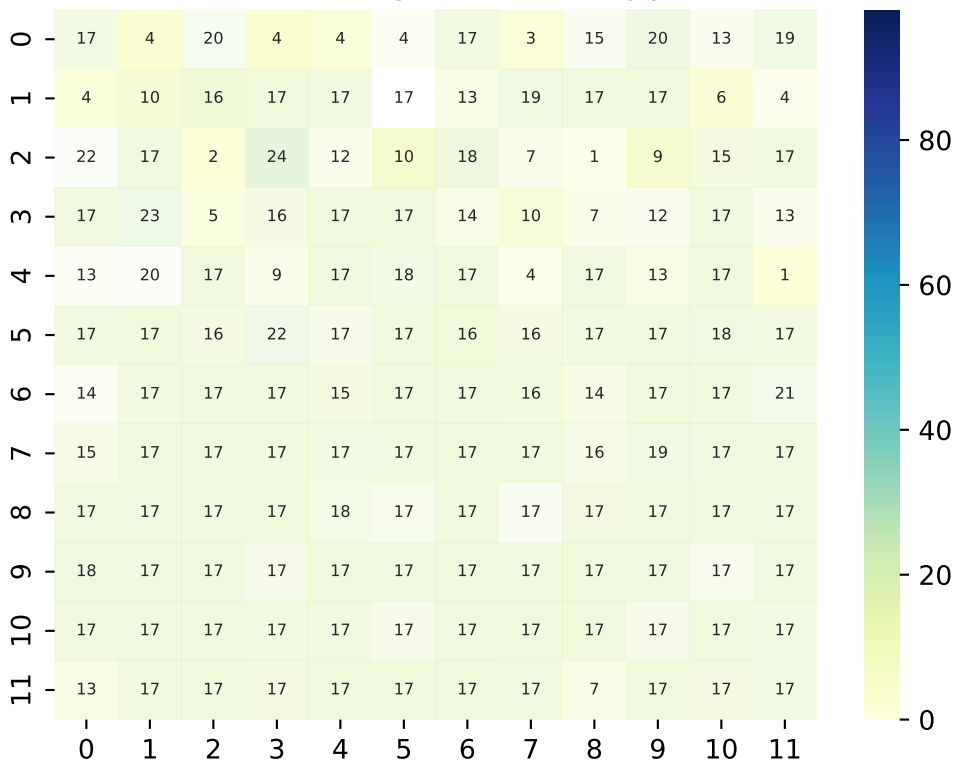 0 17 4 20 4 4 4 17 3 15 20 13 19
1 4 10 16 17 17 17 13 19 17 17 6 4
80
2 22 17 2 24 12 10 18 7 1 9 15 17
3 17 23 5 16 17 17 14 10 7 12 17 13
4 13 20 17 9 17 18 17 4 17 13 17 1
60
5 17 17 16 22 17 17 16 16 17 17 18 17
6 14 17 17 17 15 17 17 16 14 17 17 21
40
7 15 17 17 17 17 17 17 17 16 19 17 17
8 17 17 17 17 18 17 17 17 17 17 17 17
9 18 17 17 17 17 17 17 17 17 17 17 17
20
10 17 17 17 17 17 17 17 17 17 17 17 17
11 13 17 17 17 17 17 17 17 7 17 17 17
0
0 1 2 3 4 5 6 7 8 9 10 11